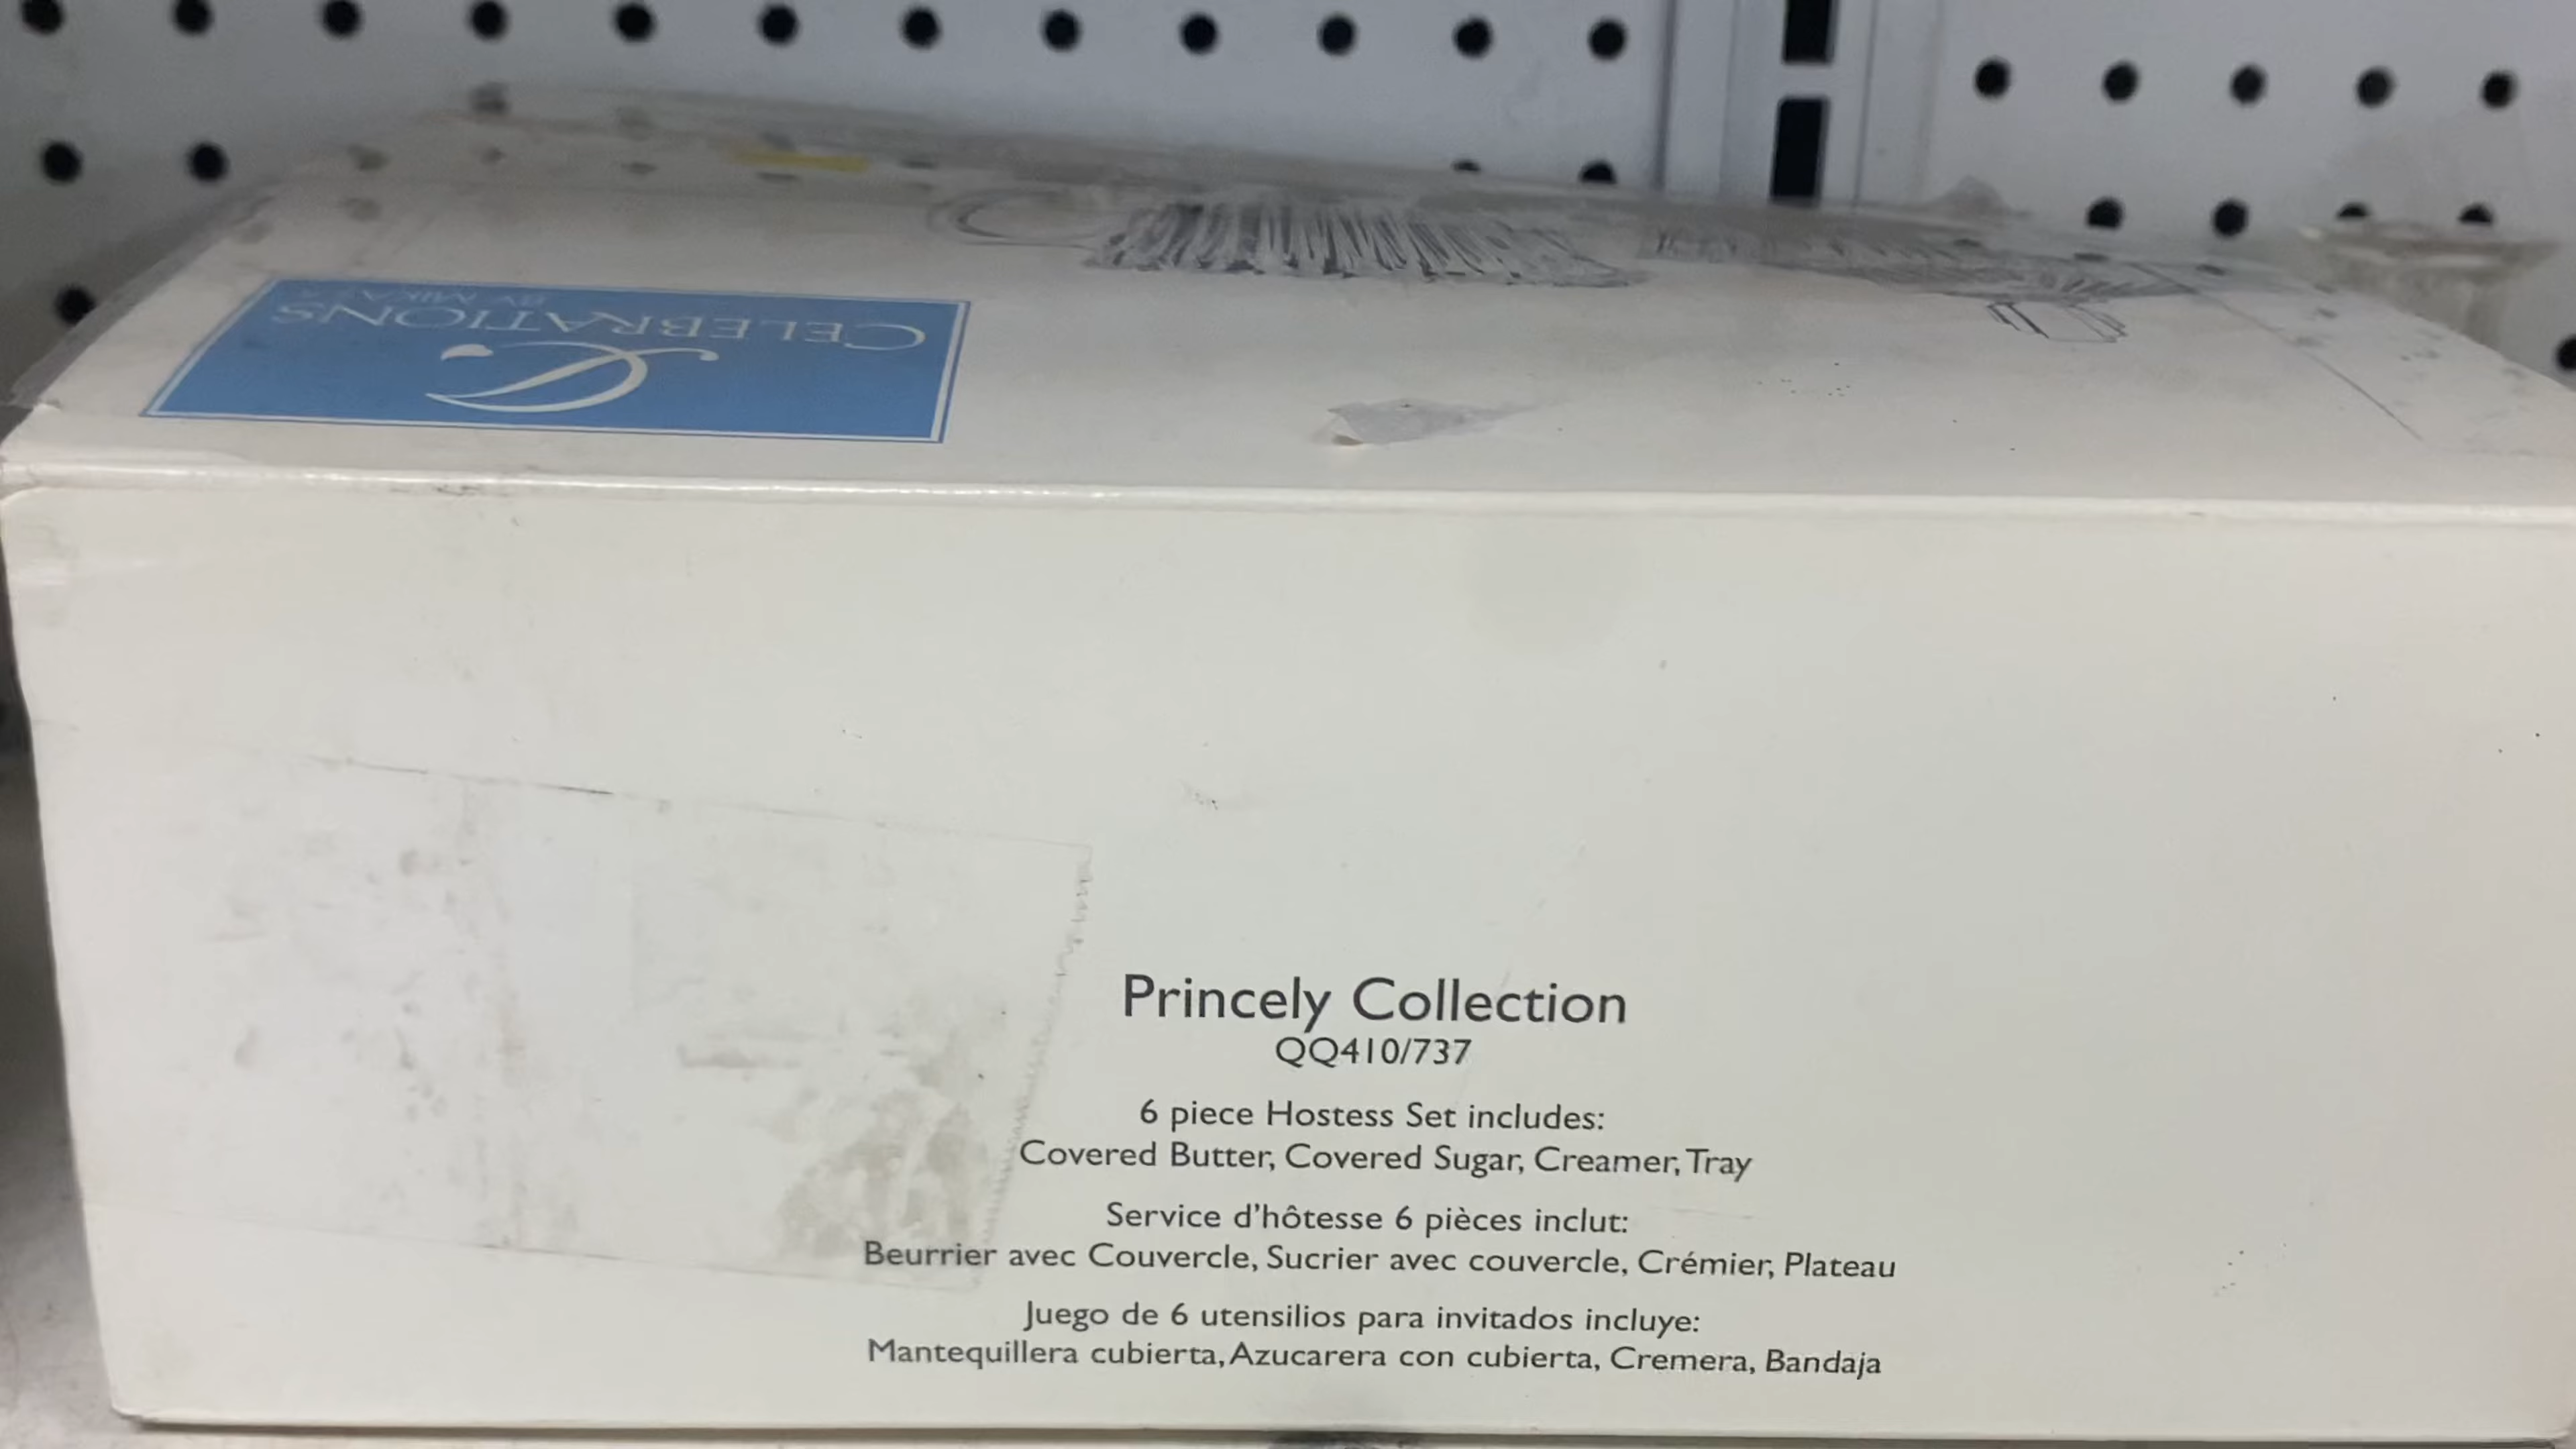 CELEBRATIONS
BY MIKASA
Princely Collection
QQ410/737
6 piece Hostess Set includes:
Covered Butter, Covered Sugar, Creamer, Tray
Service d'hôtesse 6 pièces inclut:
Beurrier avec Couvercle, Sucrier avec couvercle, Crémier, Plateau
Juego de 6 utensilios para invitados incluye:
Mantequillera cubierta, Azucarera con cubierta, Cremera, Bandaja